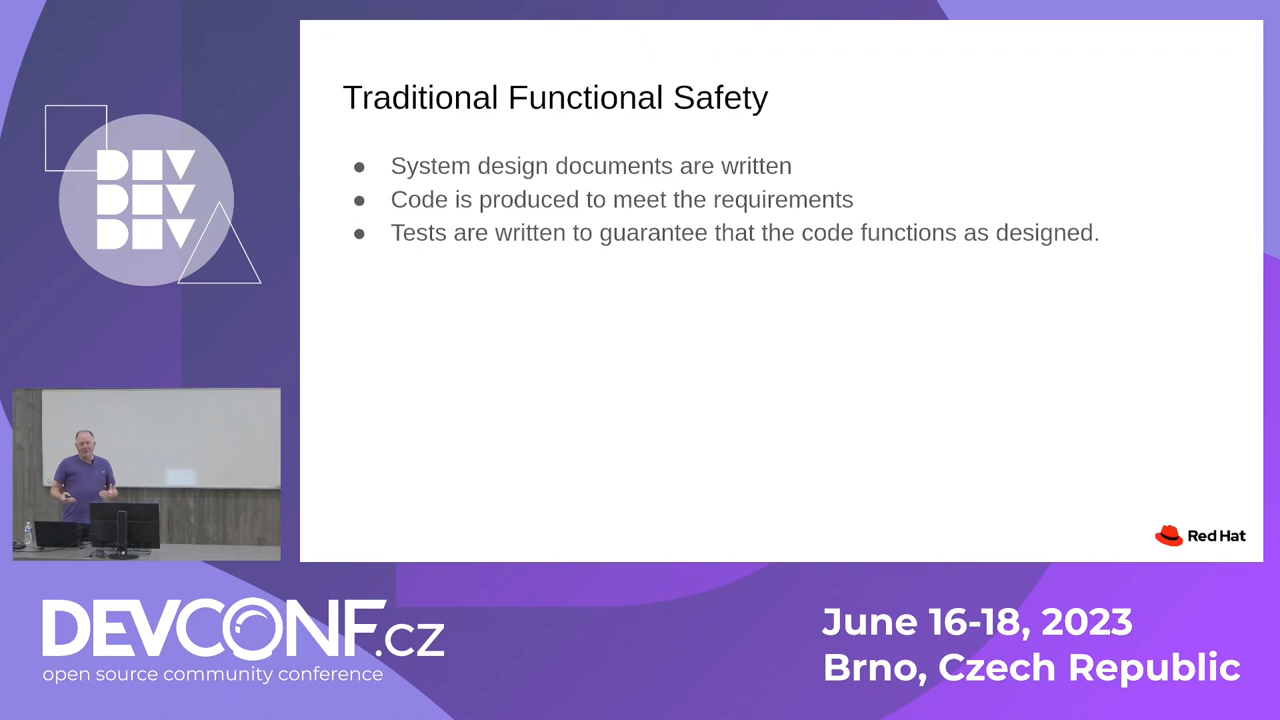 DEV
DEV
DEV
Traditional Functional Safety
● System design documents are written
● Code is produced to meet the requirements
● Tests are written to guarantee that the code functions as designed.
Red Hat
DEVCONF.cz
open source community conference
June 16-18, 2023
Brno, Czech Republic